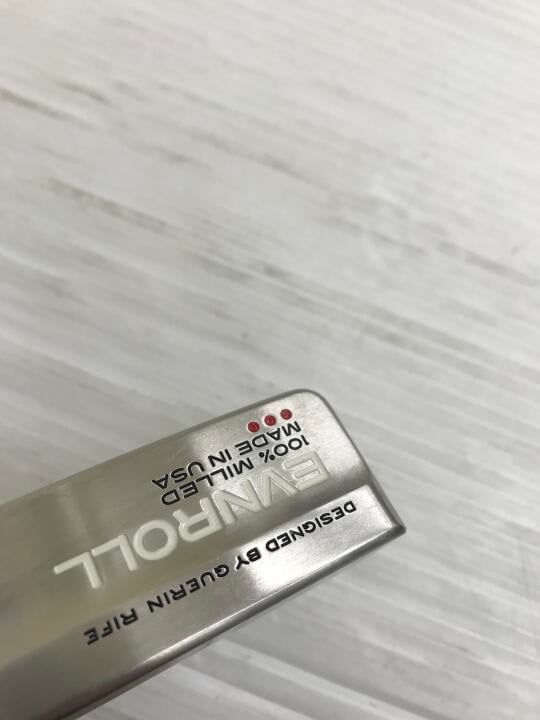 DESIGNED BY GUERIN RIFE
EVNROLL
100% MILLED
MADE IN USA